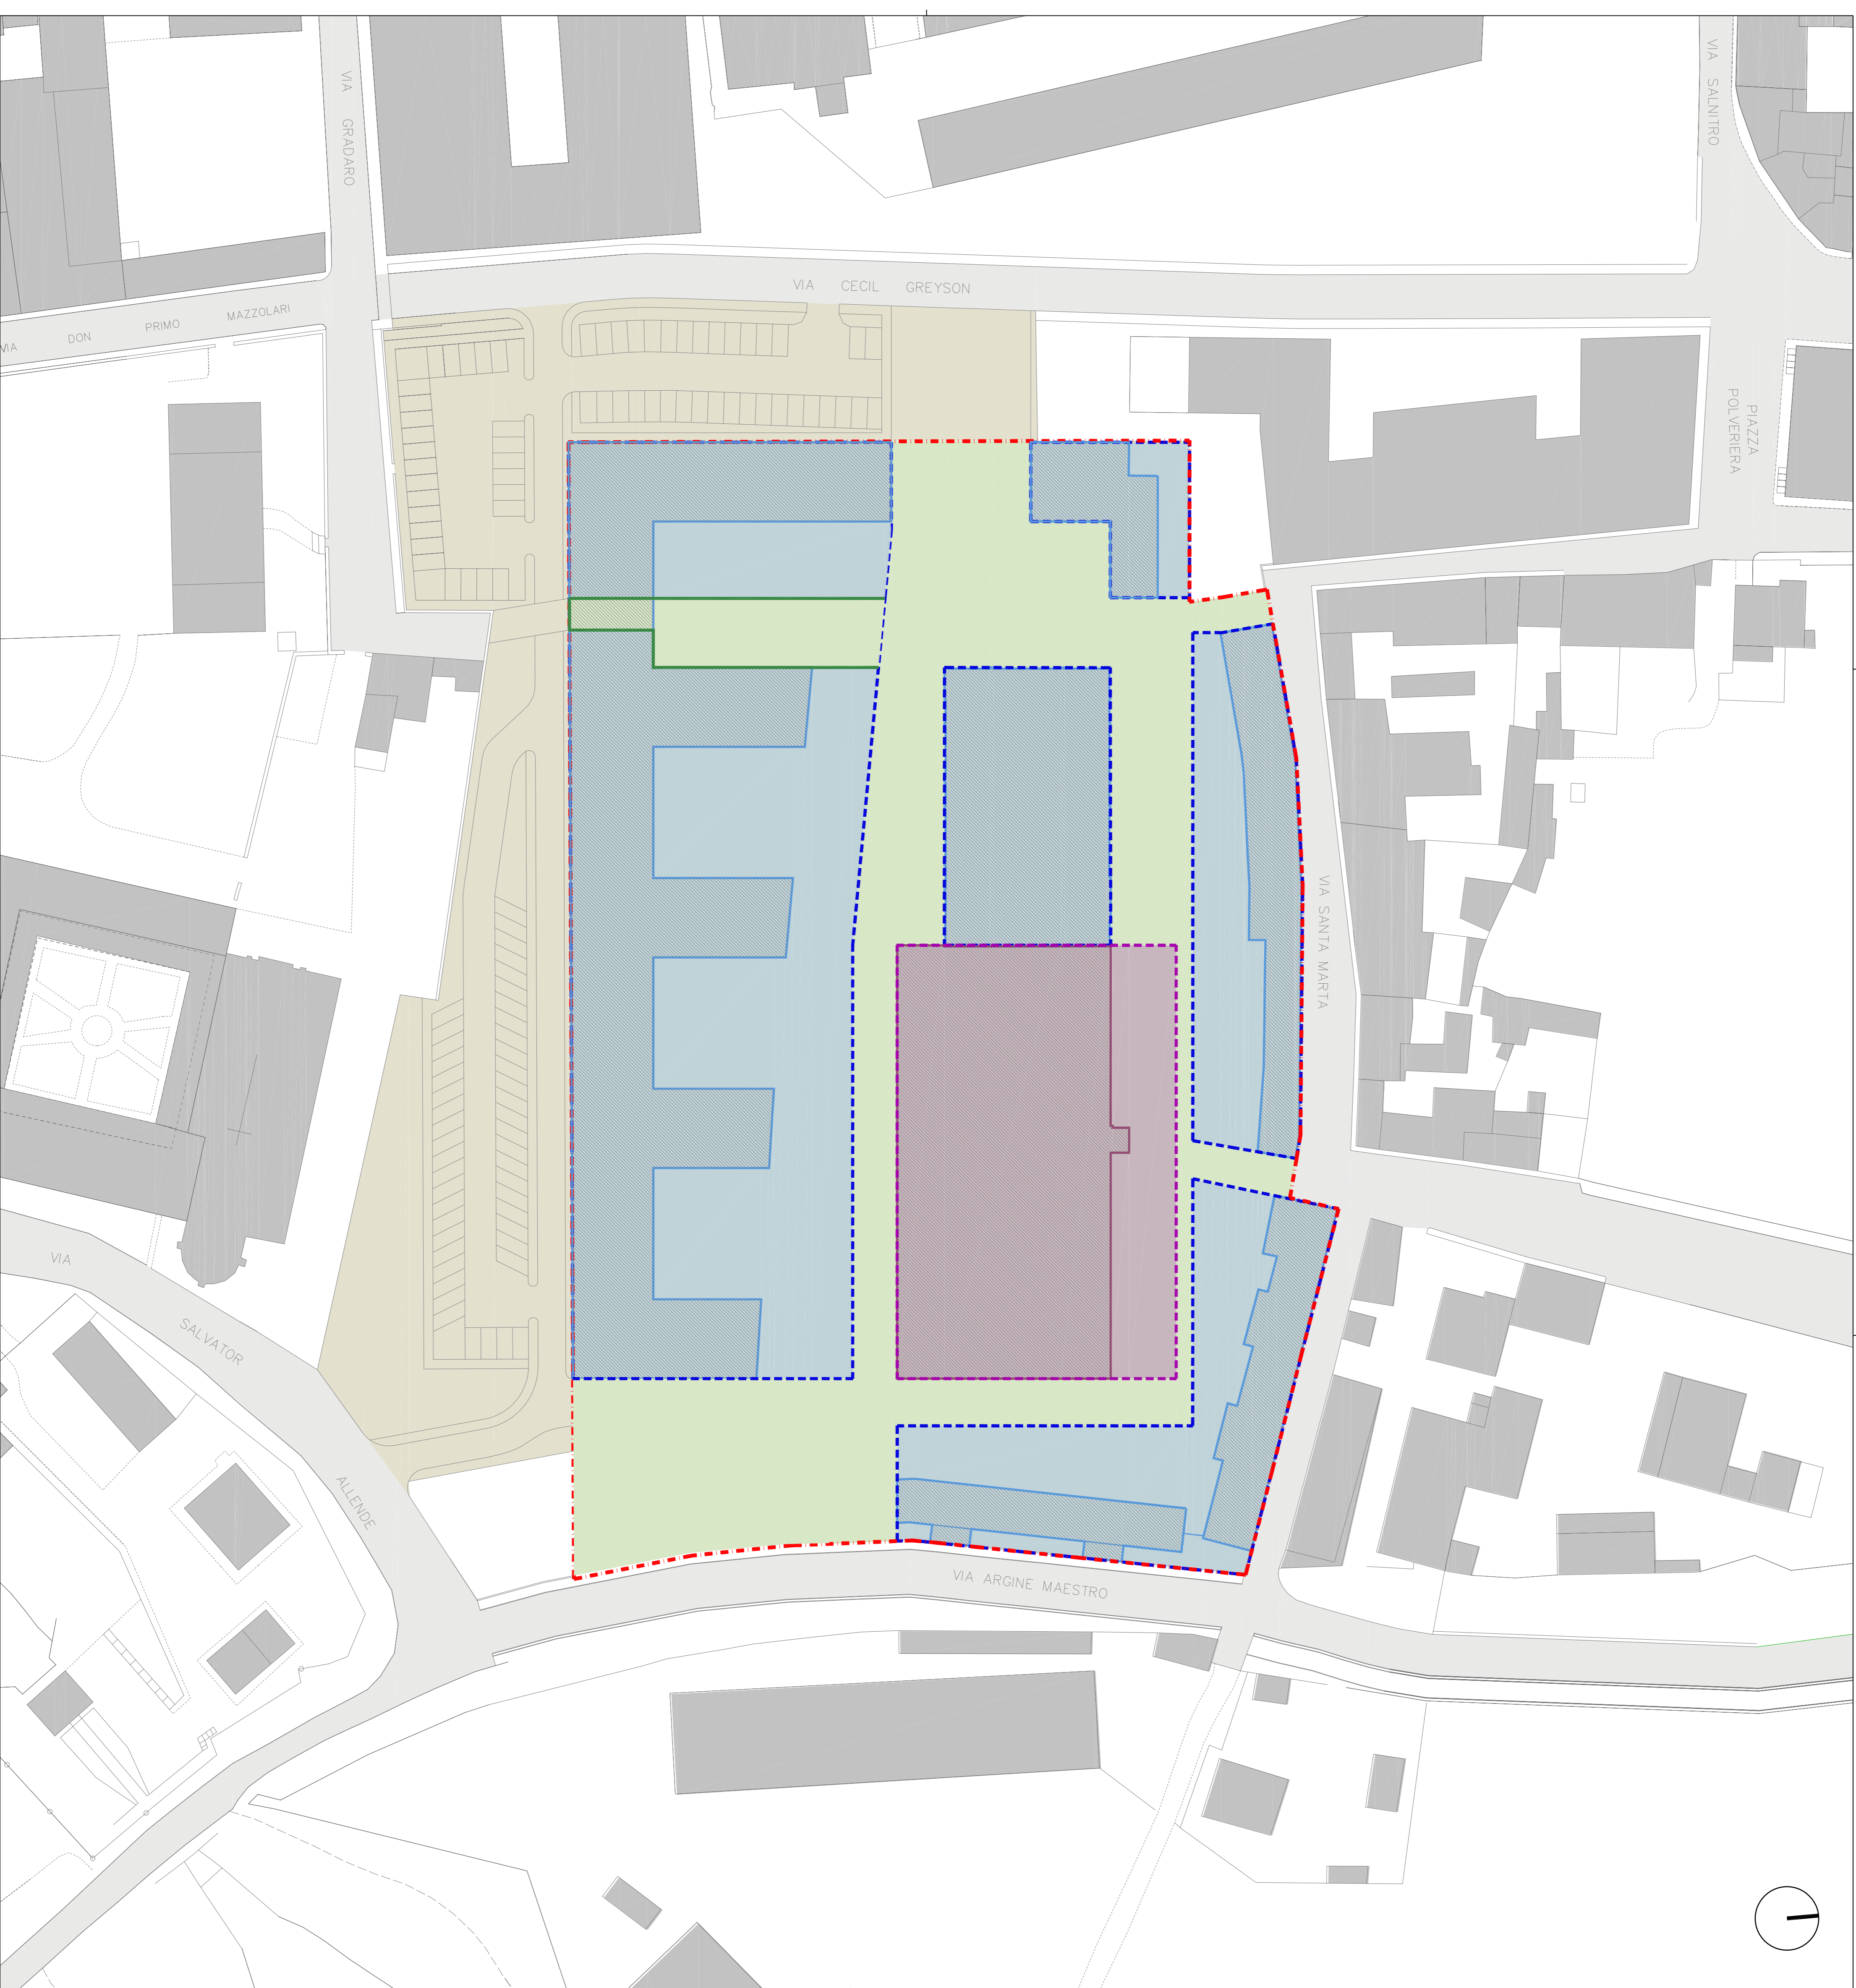 VIA GRADARO
VIA SALNITRO
VIA CECIL GREYSON
VIA DON PRIMO MAZZOLARI
PIAZZA
POLVERIERA
VIA SANTA MARTA
VIA SALVATOR ALLENDE
VIA ARGINE MAESTRO